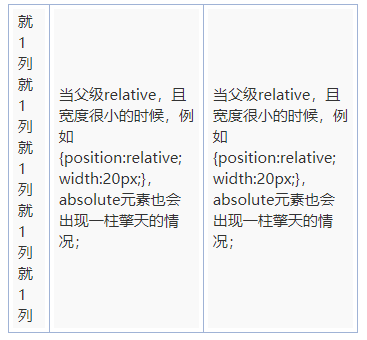 就
1
列
就
1
列
就
1
列
就
1
列
就
1
列
当父级relative，且
宽度很小的时候，例
如
{position:relative;
width:20px;}，
absolute元素也会
出现一柱擎天的情
况；
当父级relative，且
宽度很小的时候，例
如
{position:relative;
width:20px;}，
absolute元素也会
出现一柱擎天的情
况；